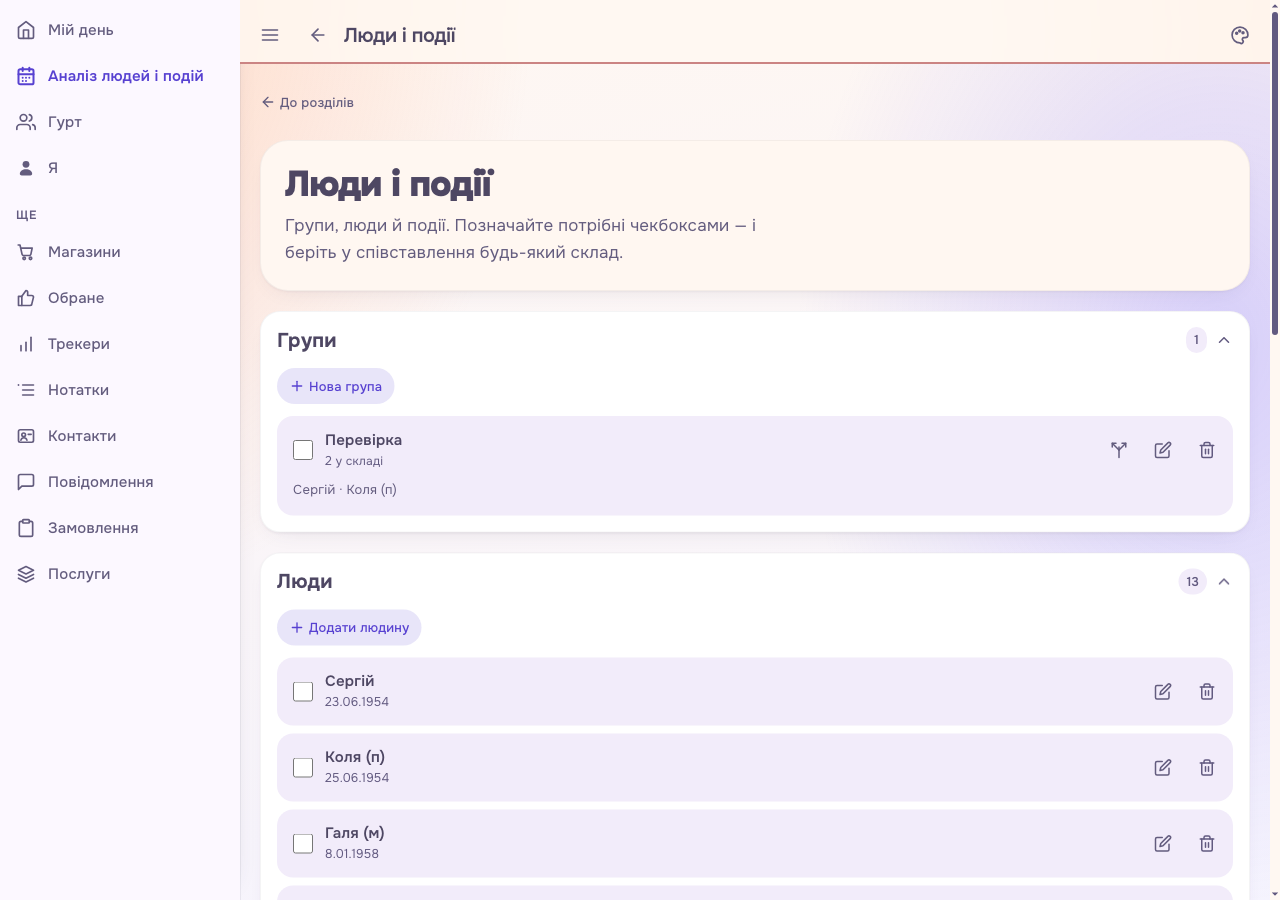 Мій день
Аналіз людей і подій
Гурт
Я
ЩЕ
Магазини
Обране
Трекери
Нотатки
Контакти
Повідомлення
Замовлення
Послуги
Люди і події
До розділів
Люди і події
Групи, люди й події. Позначайте потрібні чекбоксами — і
беріть у співставлення будь-який склад.
Групи
1
Нова група
Перевірка
2 у складі
Сергій · Коля (п)
Люди
13
Додати людину
Сергій
23.06.1954
Коля (п)
25.06.1954
Галя (м)
8.01.1958